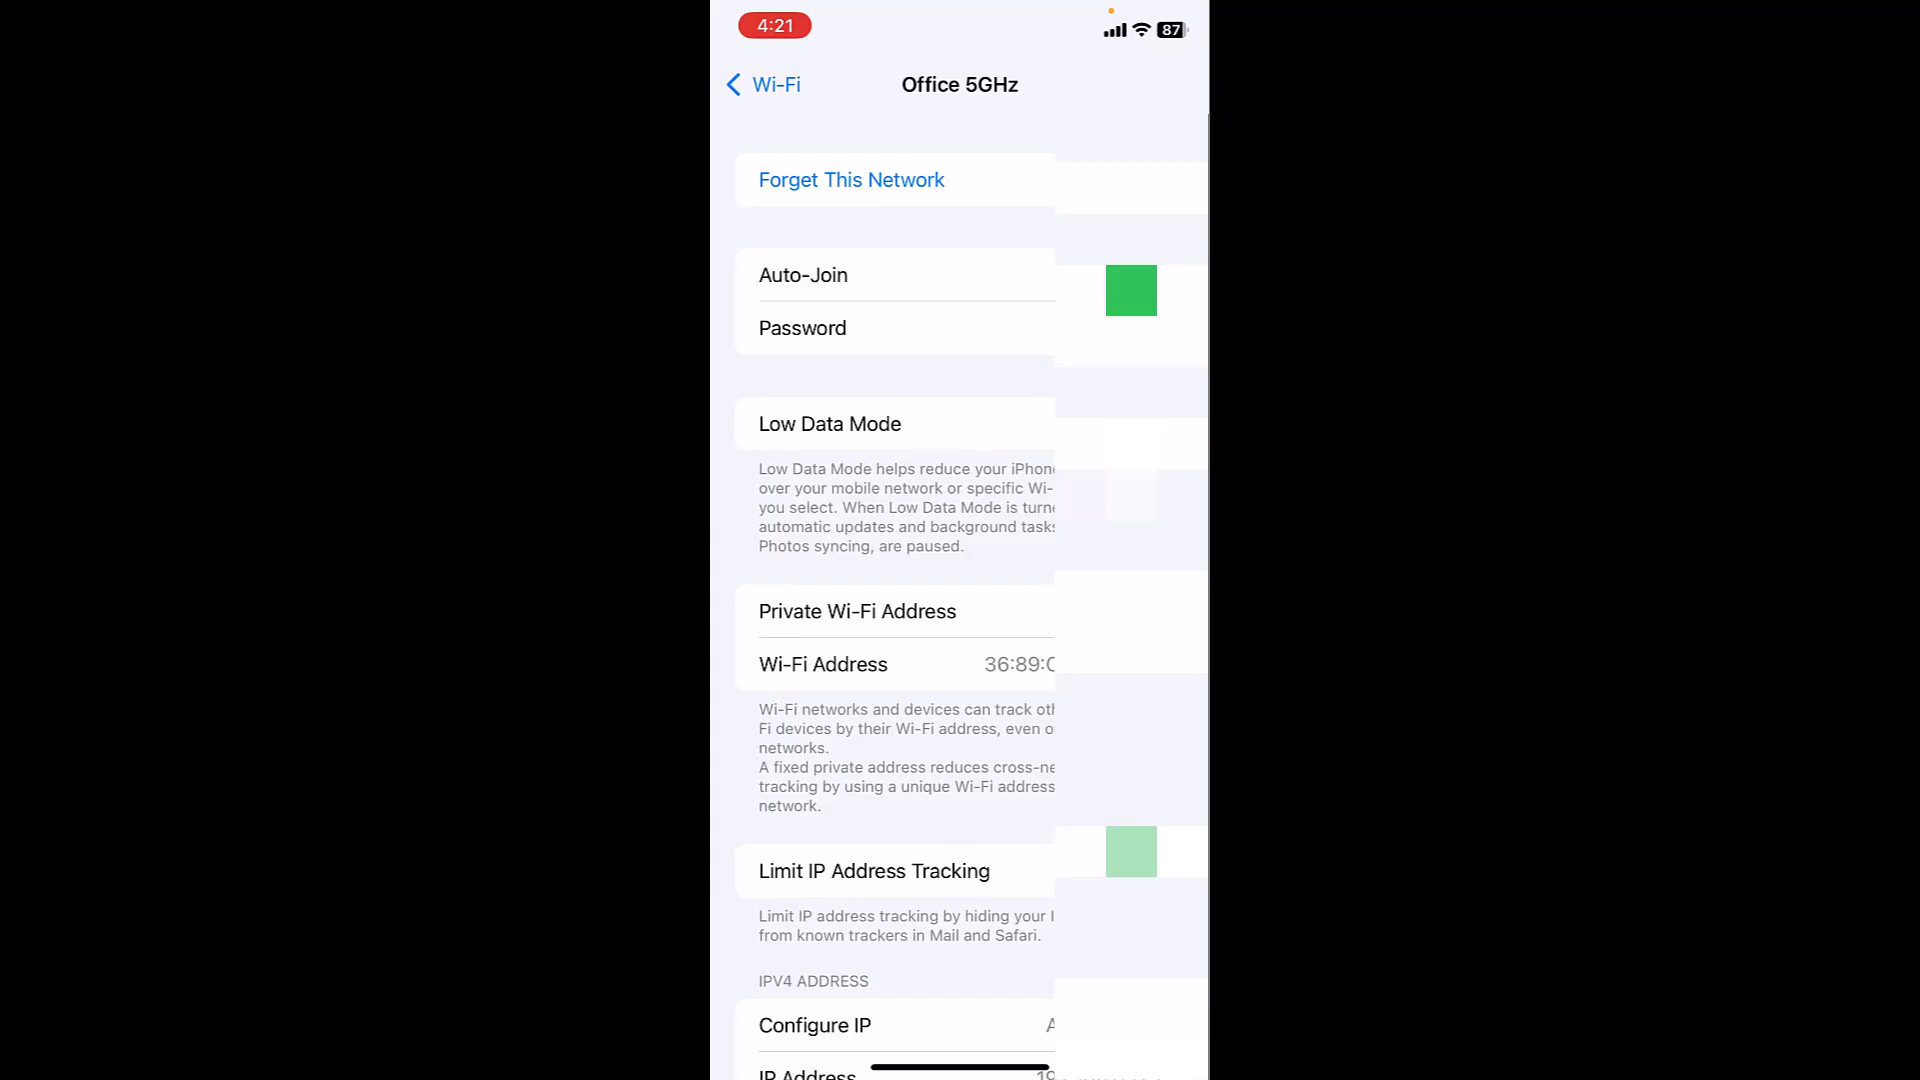 4:21
87
Wi-Fi
Office 5GHz
Forget This Network
Auto-Join
Password
Low Data Mode
Low Data Mode helps reduce your iPhone
over your mobile network or specific Wi-
you select. When Low Data Mode is turne
automatic updates and background tasks
Photos syncing, are paused.
Private Wi-Fi Address
Wi-Fi Address 36:89:C
Wi-Fi networks and devices can track oth
Fi devices by their Wi-Fi address, even o
networks.
A fixed private address reduces cross-ne
tracking by using a unique Wi-Fi address
network.
Limit IP Address Tracking
Limit IP address tracking by hiding your I
from known trackers in Mail and Safari.
IPV4 ADDRESS
Configure IP A
IP Address